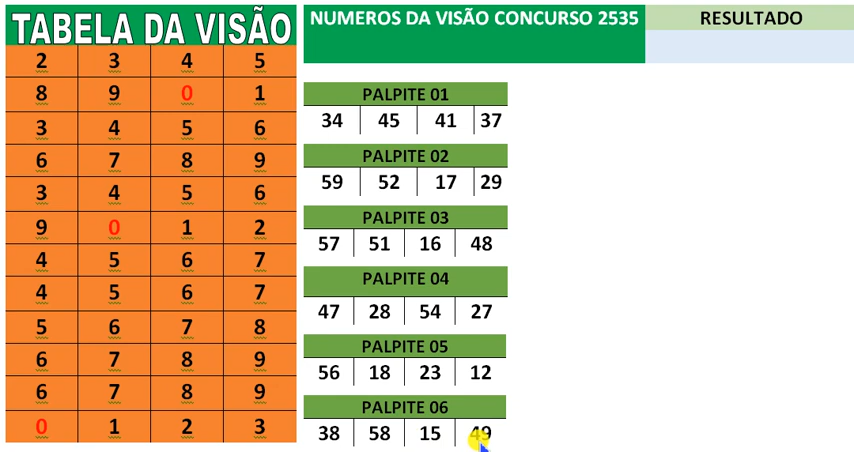 TABELA DA VISÃO
2 3 4 5
8 9 0 1
3 4 5 6
6 7 8 9
3 4 5 6
9 0 1 2
4 5 6 7
4 5 6 7
5 6 7 8
6 7 8 9
6 7 8 9
0 1 2 3
NUMEROS DA VISÃO CONCURSO 2535
RESULTADO
PALPITE 01
34 45 41 37
PALPITE 02
59 52 17 29
PALPITE 03
57 51 16 48
PALPITE 04
47 28 54 27
PALPITE 05
56 18 23 12
PALPITE 06
38 58 15 49